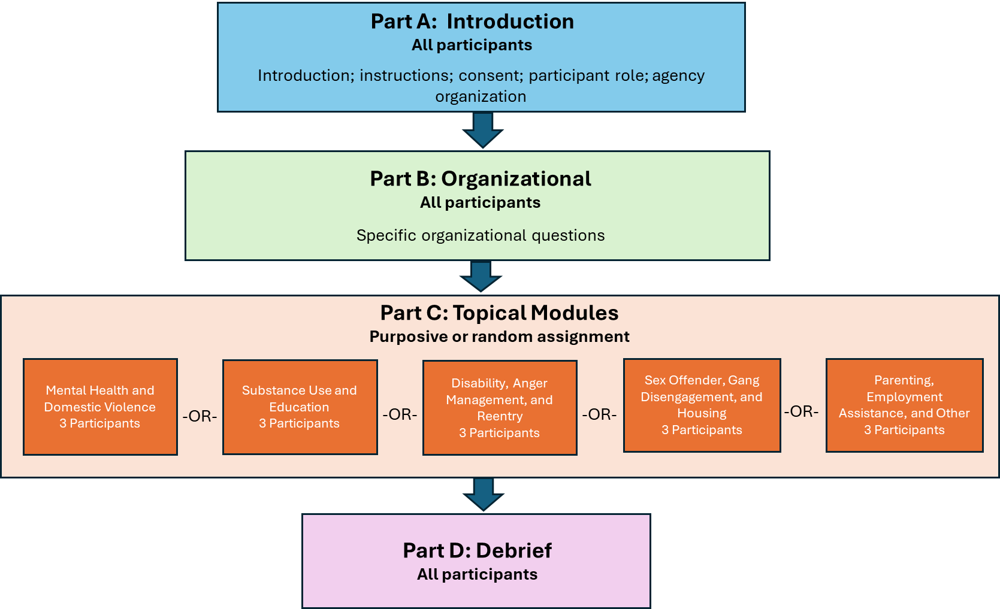 Part A:  Introduction
All participants
Introduction; instructions; consent; participant role; agency
organization
Part B: Organizational
All participants
Specific organizational questions
Part C: Topical Modules
Purposive or random assignment
Mental Health and
Domestic Violence
3 Participants
-OR-
Substance Use and
Education
3 Participants
-OR-
Disability, Anger
Management, and
Reentry
3 Participants
-OR-
Sex Offender, Gang
Disengagement, and
Housing
3 Participants
-OR-
Parenting,
Employment
Assistance, and Other
3 Participants
Part D: Debrief
All participants